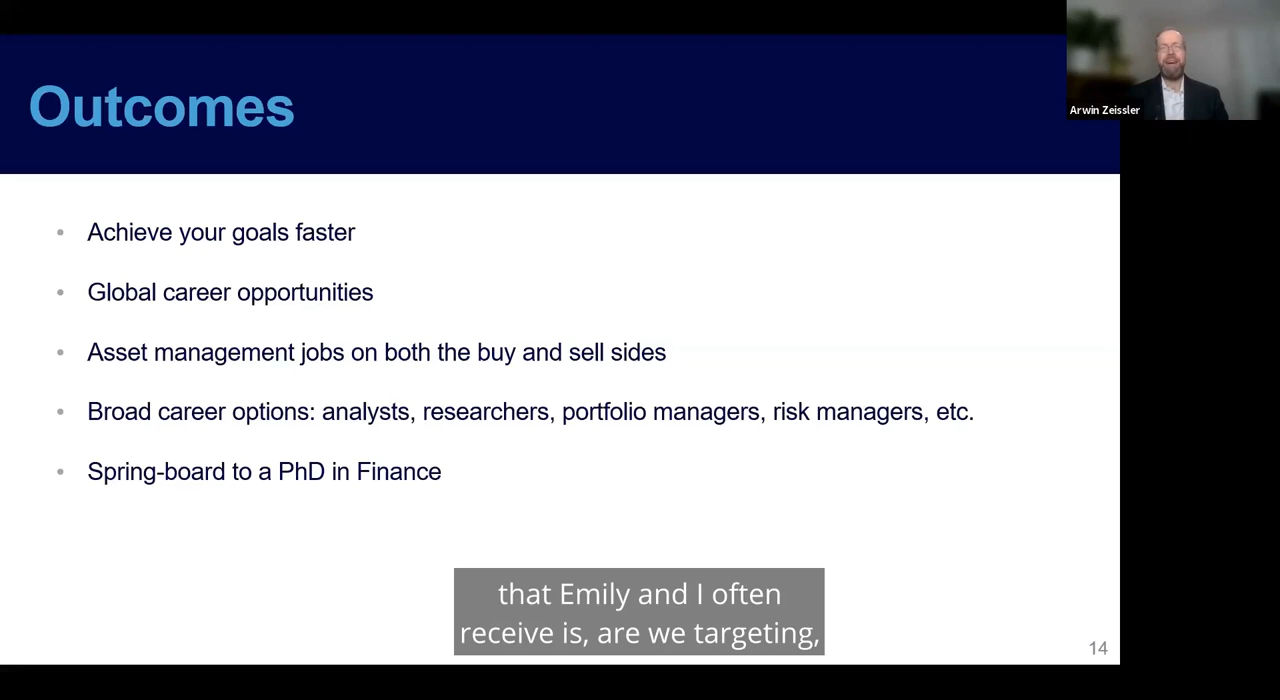 Outcomes
Arwin Zeissler
• Achieve your goals faster
• Global career opportunities
• Asset management jobs on both the buy and sell sides
• Broad career options: analysts, researchers, portfolio managers, risk managers, etc.
• Spring-board to a PhD in Finance
that Emily and I often
receive is, are we targeting,
14